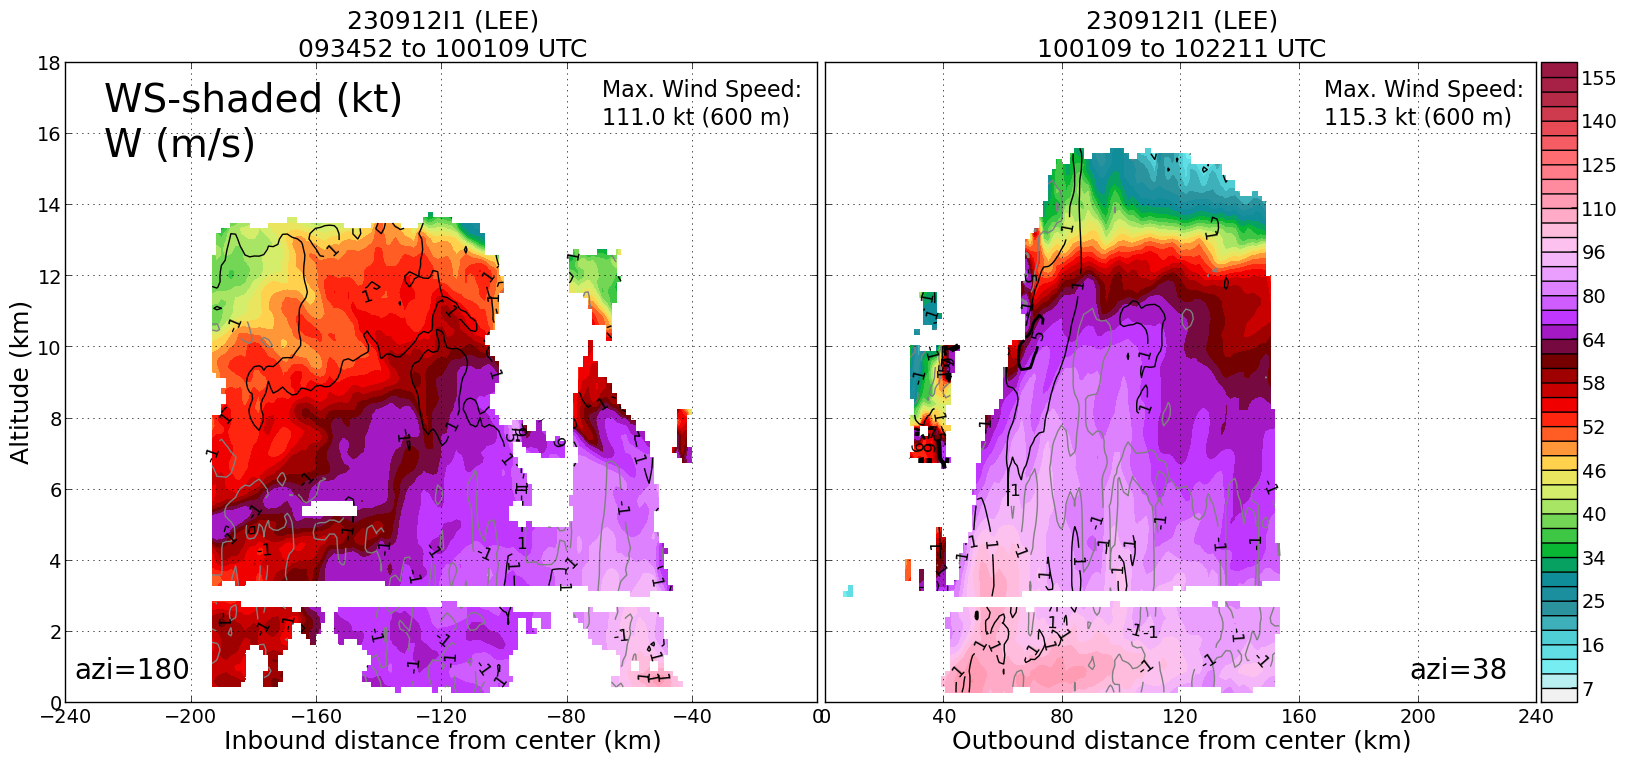 230912I1 (LEE)
093452 to 100109 UTC
230912I1 (LEE)
100109 to 102211 UTC
WS-shaded (kt)
W (m/s)
Max. Wind Speed:
111.0 kt (600 m)
Max. Wind Speed:
115.3 kt (600 m)
azi=180
azi=38
Altitude (km)
18
16
14
12
10
8
6
4
2
0
−240
−200
−160
−120
−80
−40
0
Inbound distance from center (km)
0
40
80
120
160
200
240
Outbound distance from center (km)
155
140
125
110
96
80
64
58
52
46
40
34
25
16
7